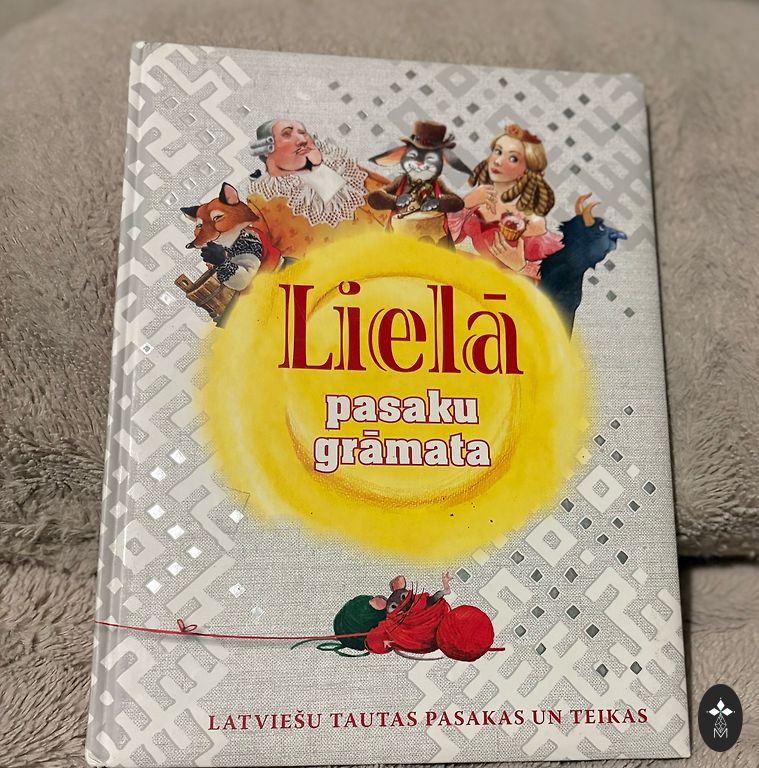 Lielā
pasaku
grāmata
LATVIEŠU TAUTAS PASAKAS UN TEIKAS
M